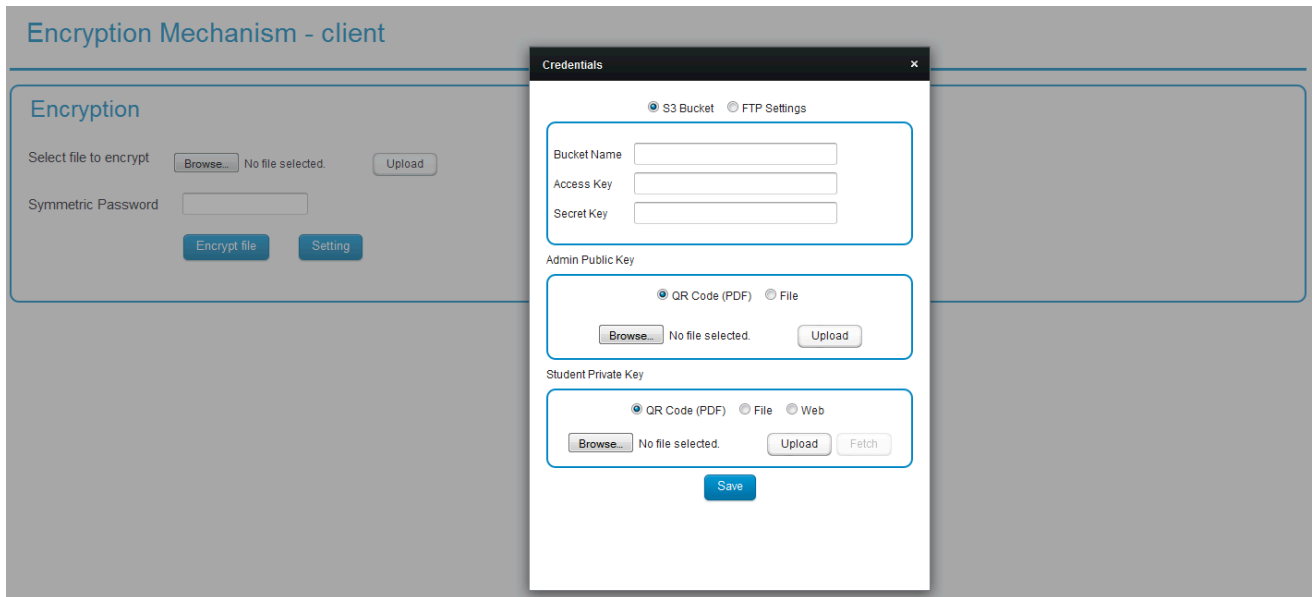 Encryption Mechanism - client
Encryption
Select file to encrypt Browse... No file selected. Upload
Symmetric Password
Encrypt file Setting
Credentials ×
S3 Bucket FTP Settings
Bucket Name
Access Key
Secret Key
Admin Public Key
QR Code (PDF) File
Browse... No file selected. Upload
Student Private Key
QR Code (PDF) File Web
Browse... No file selected. Upload Fetch
Save